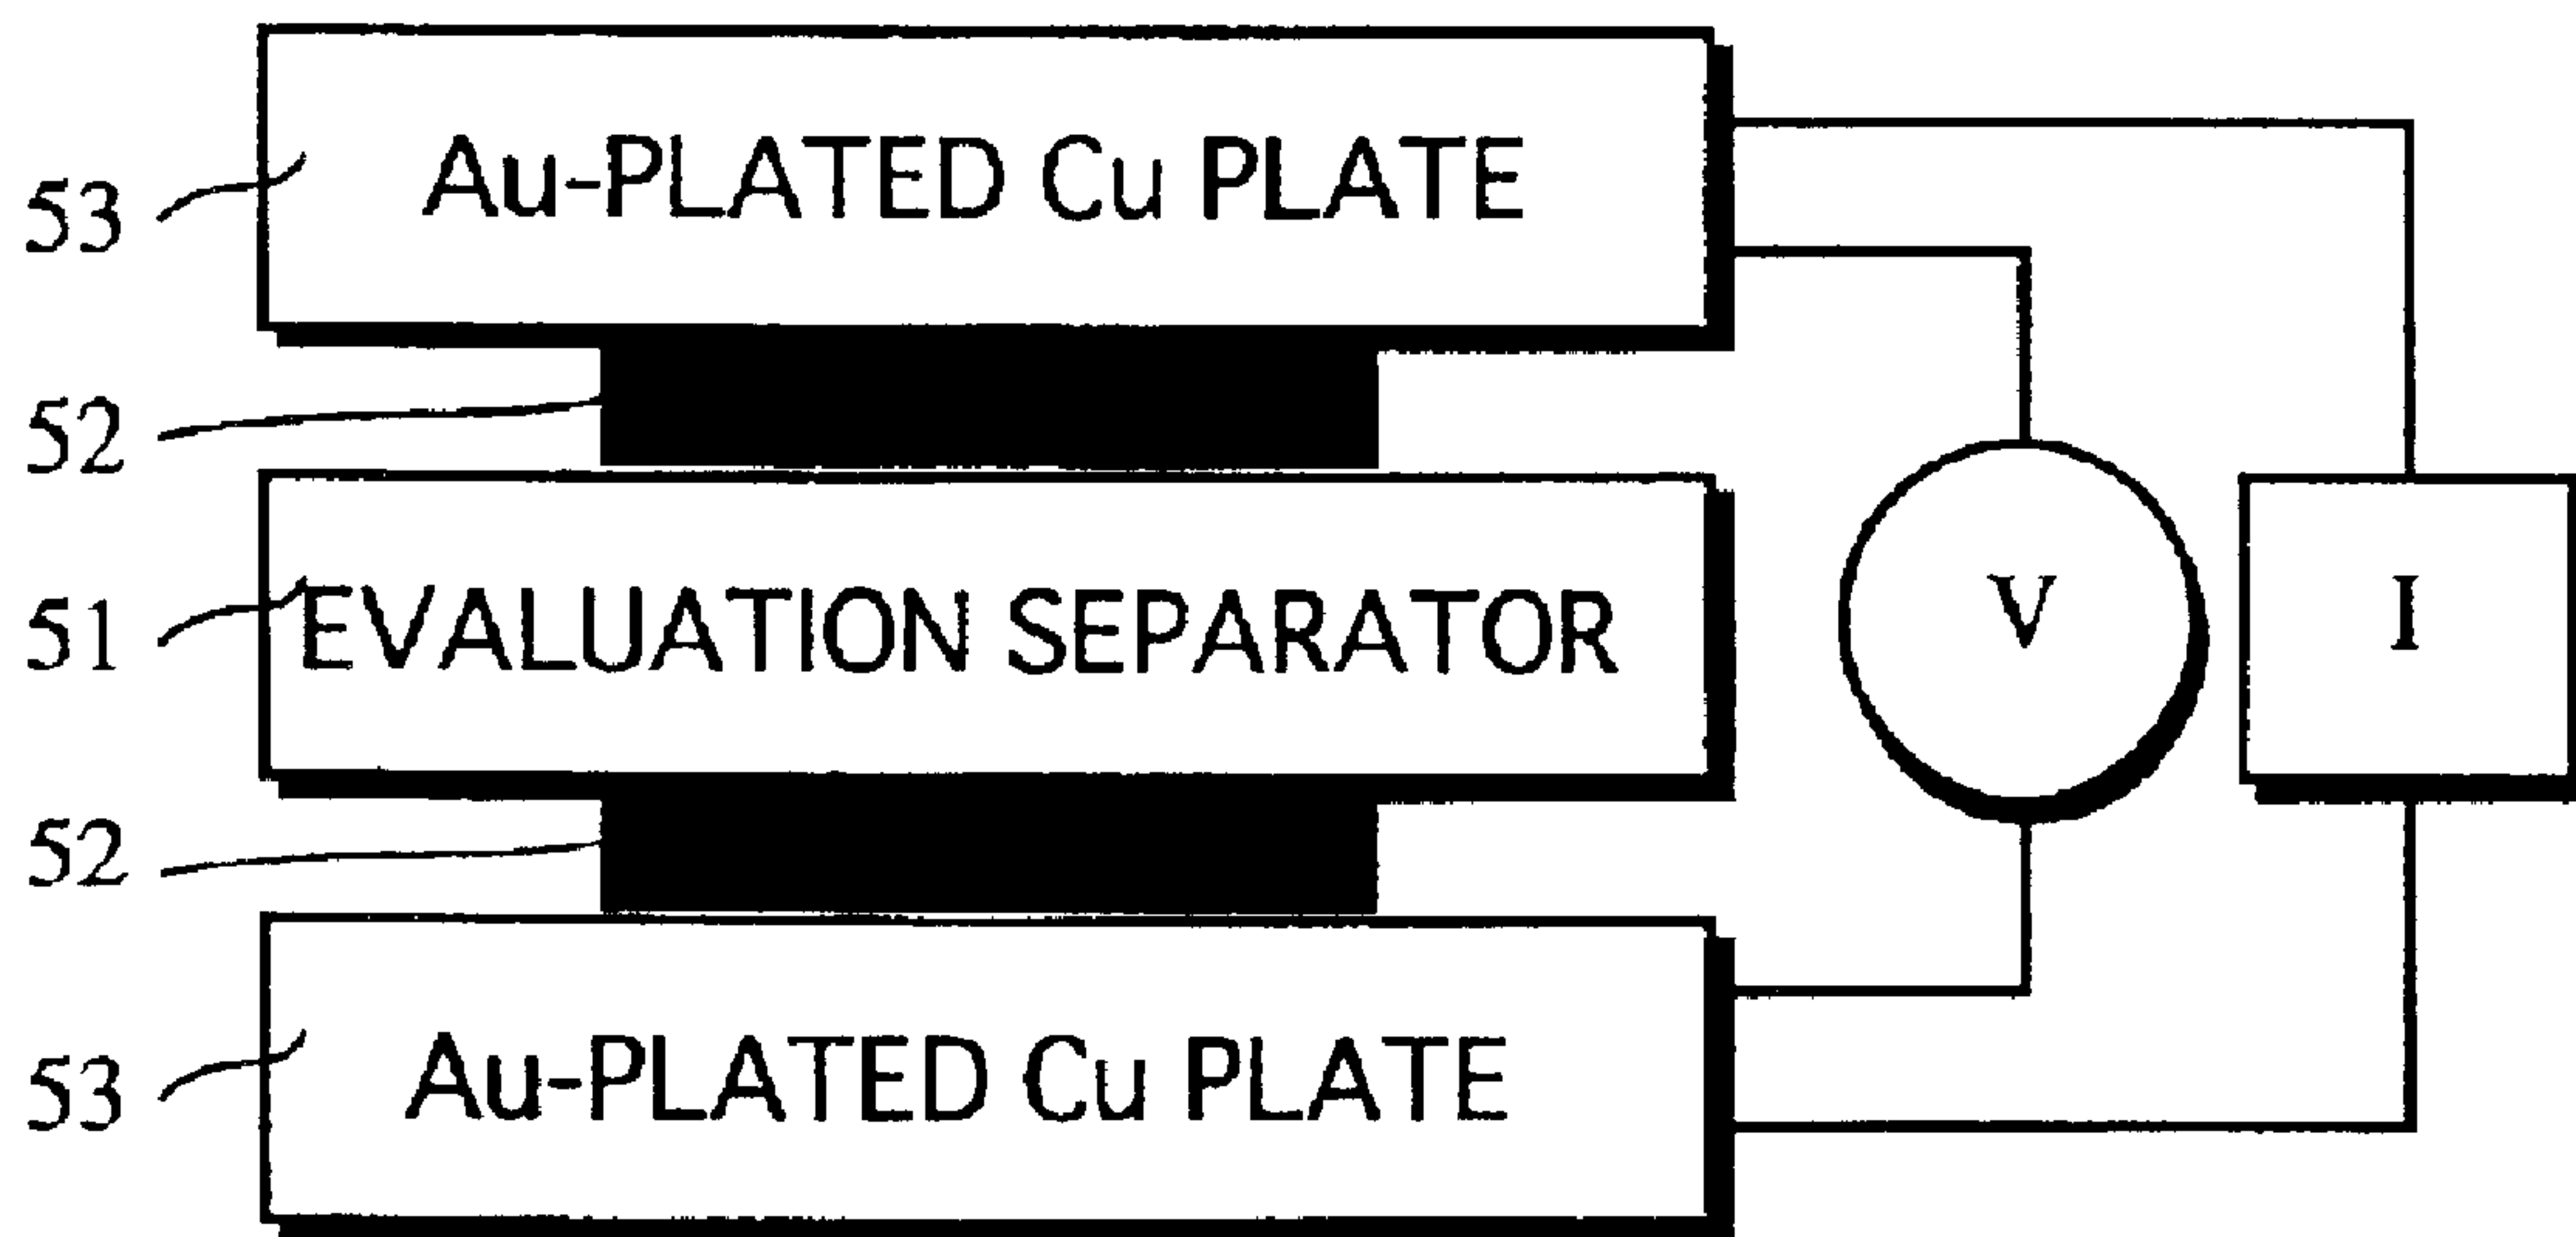 Au-PLATED Cu PLATE
53
52
EVALUATION SEPARATOR
51
V
I
52
Au-PLATED Cu PLATE
53